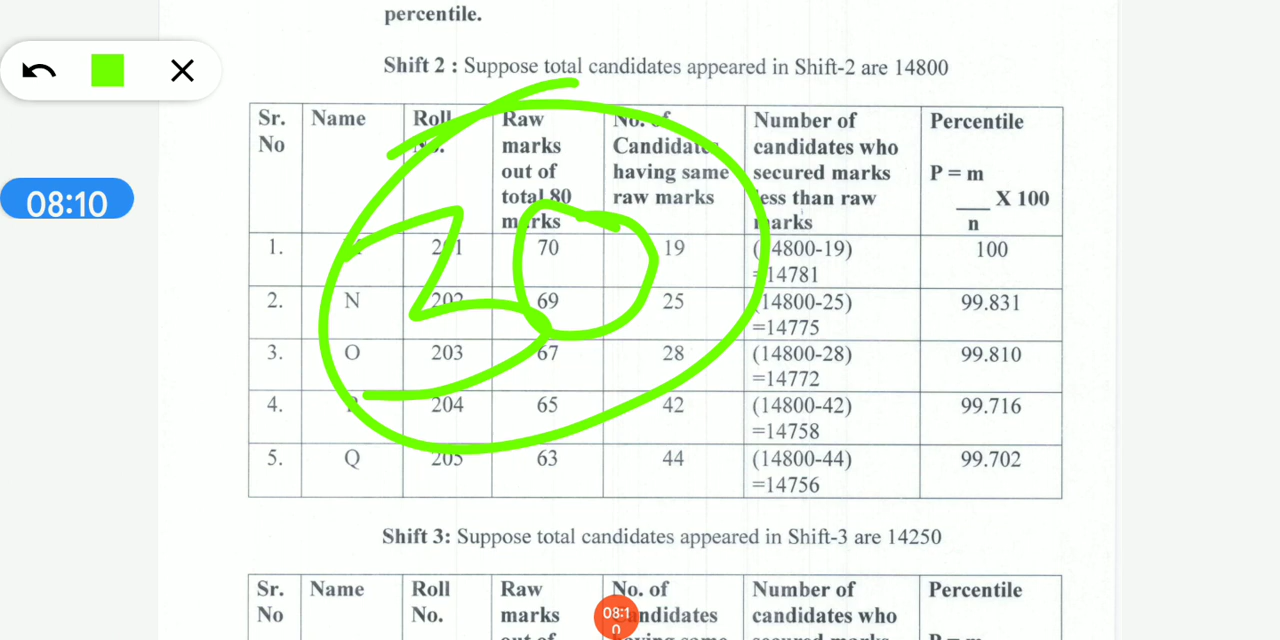 percentile.
Shift 2 : Suppose total candidates appeared in Shift-2 are 14800
08:10
Sr. No Name Roll No. Raw marks out of total 80 marks No. of Candidates having same raw marks Number of candidates who secured marks less than raw marks Percentile P = m ___ X 100 n
1. 201 70 19 (14800-19) =14781 100
2. N 202 69 25 (14800-25) =14775 99.831
3. O 203 67 28 (14800-28) =14772 99.810
4. 204 65 42 (14800-42) =14758 99.716
5. Q 205 63 44 (14800-44) =14756 99.702
20
Shift 3: Suppose total candidates appeared in Shift-3 are 14250
Sr. No Name Roll No. Raw marks No. of candidates Number of candidates who Percentile
08:10